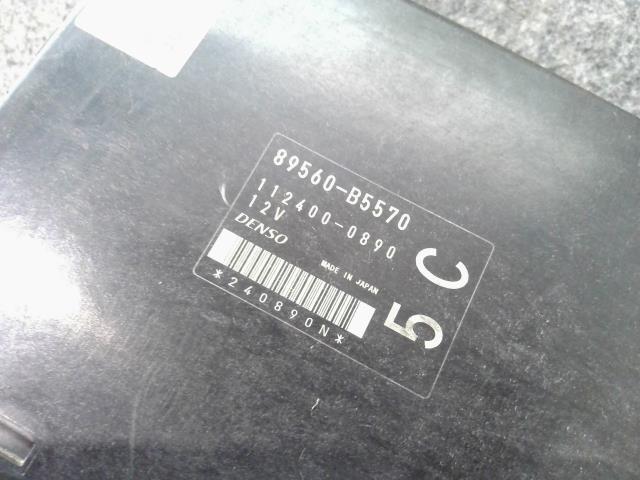 89560-B5570
112400-0890
12V
DENSO
MADE IN JAPAN
*240890N*
C
5